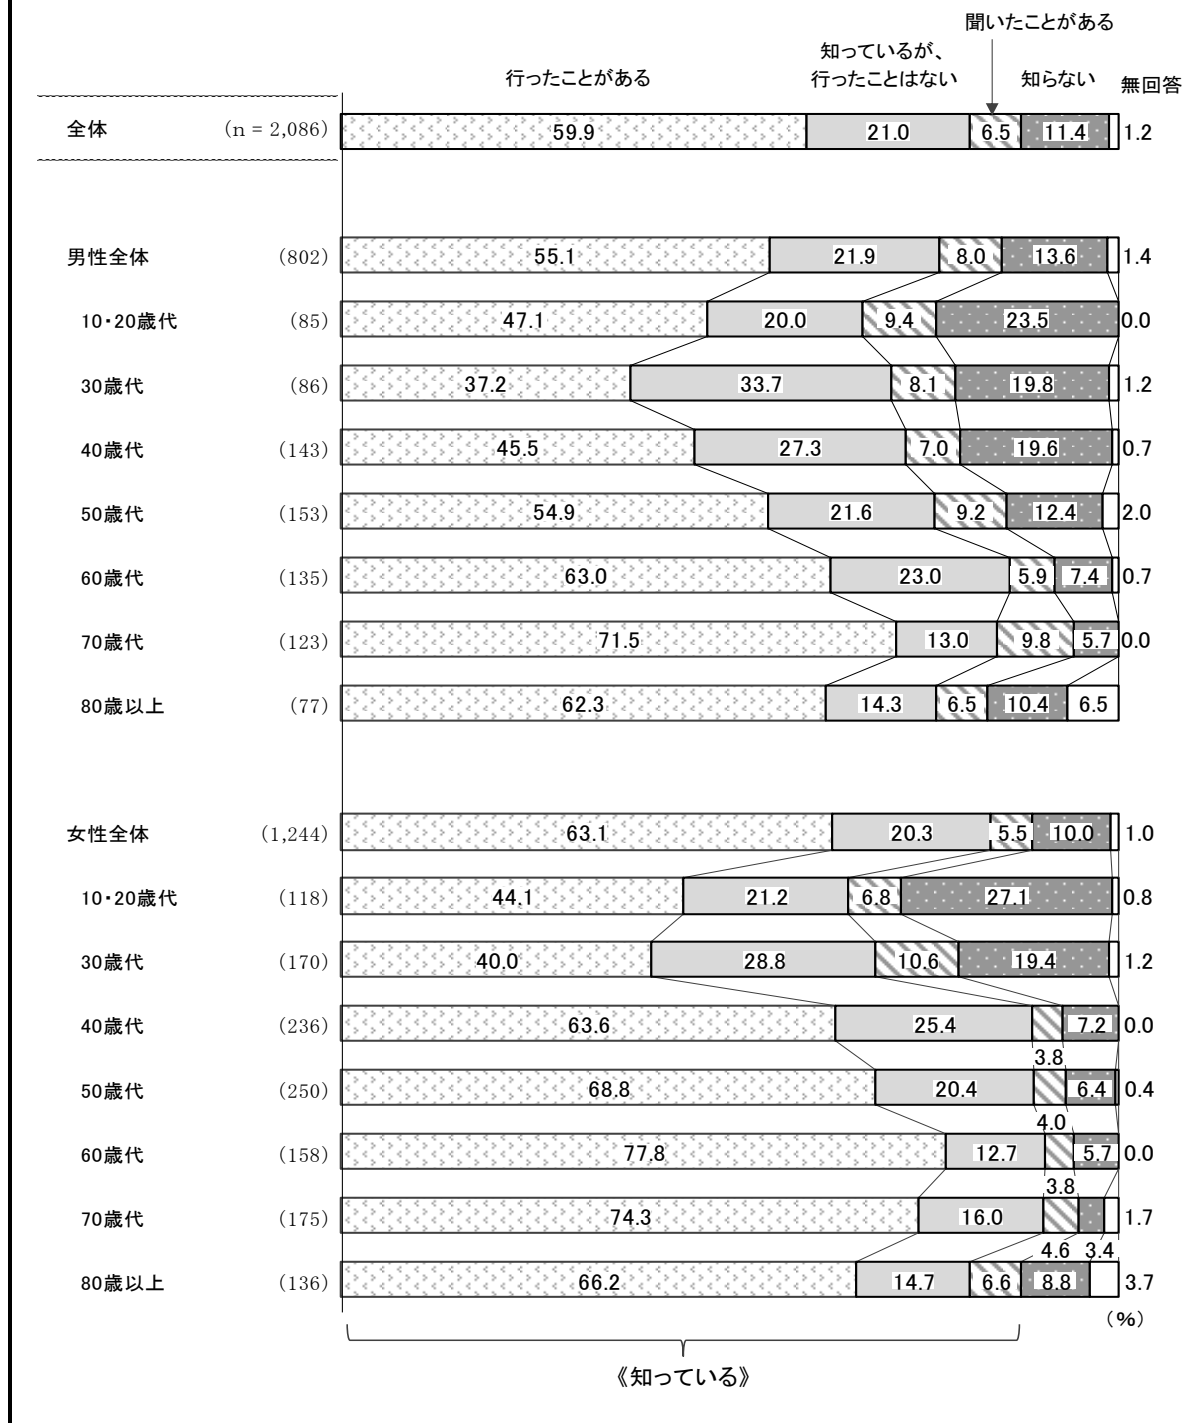 聞いたことがある
知っているが、
行ったことがある 行ったことはない 知らない 無回答
全体 (n = 2,086) 59.9 21.0 6.5 11.4 1.2
男性全体 (802) 55.1 21.9 8.0 13.6 1.4
10・20歳代 (85) 47.1 20.0 9.4 23.5 0.0
30歳代 (86) 37.2 33.7 8.1 19.8 1.2
40歳代 (143) 45.5 27.3 7.0 19.6 0.7
50歳代 (153) 54.9 21.6 9.2 12.4 2.0
60歳代 (135) 63.0 23.0 5.9 7.4 0.7
70歳代 (123) 71.5 13.0 9.8 5.7 0.0
80歳以上 (77) 62.3 14.3 6.5 10.4 6.5
女性全体 (1,244) 63.1 20.3 5.5 10.0 1.0
10・20歳代 (118) 44.1 21.2 6.8 27.1 0.8
30歳代 (170) 40.0 28.8 10.6 19.4 1.2
40歳代 (236) 63.6 25.4 7.2 0.0
3.8
50歳代 (250) 68.8 20.4 6.4 0.4
4.0
60歳代 (158) 77.8 12.7 5.7 0.0
3.8
70歳代 (175) 74.3 16.0 1.7
4.6 3.4
80歳以上 (136) 66.2 14.7 6.6 8.8 3.7
(%)
《知っている》